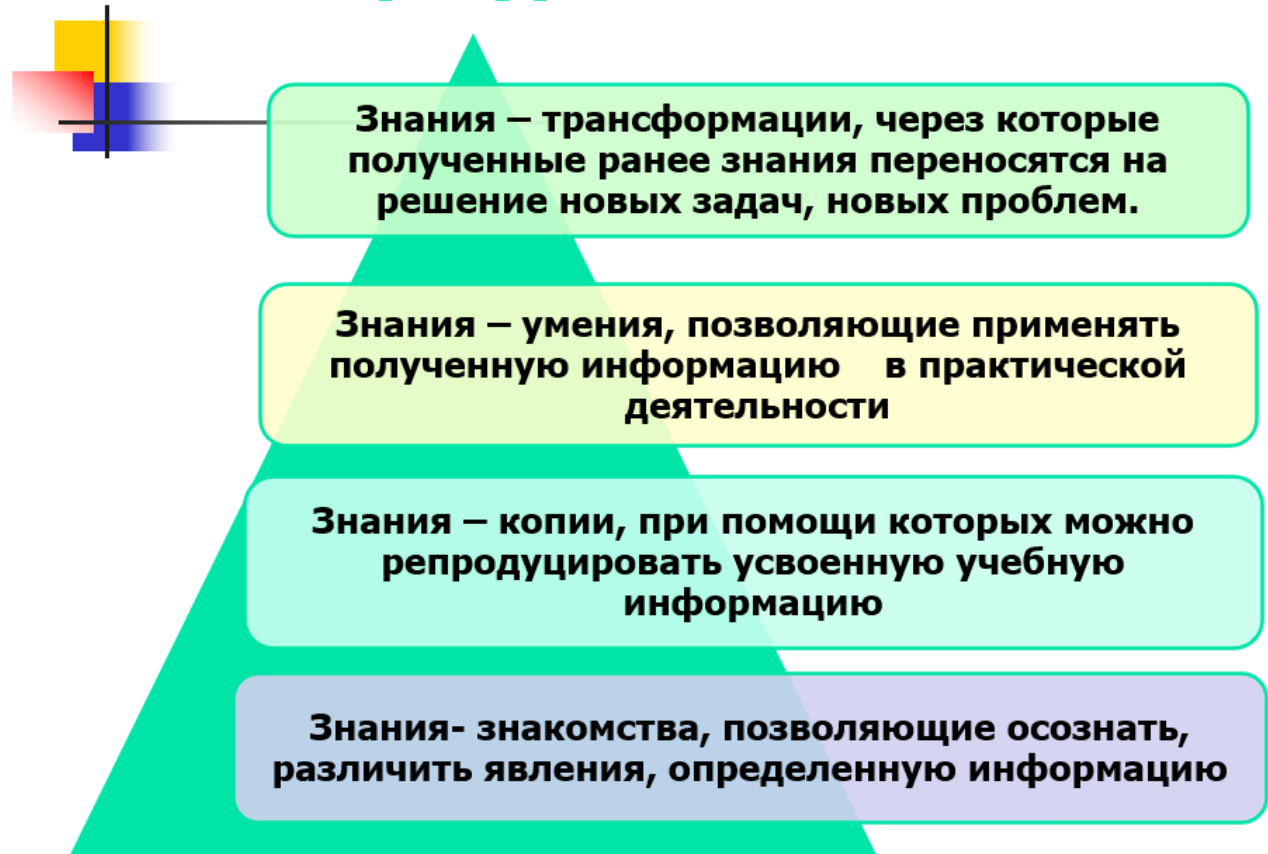 Знания – трансформации, через которые
полученные ранее знания переносятся на
решение новых задач, новых проблем.
Знания – умения, позволяющие применять
полученную информацию в практической
деятельности
Знания – копии, при помощи которых можно
репродуцировать усвоенную учебную
информацию
Знания- знакомства, позволяющие осознать,
различить явления, определенную информацию